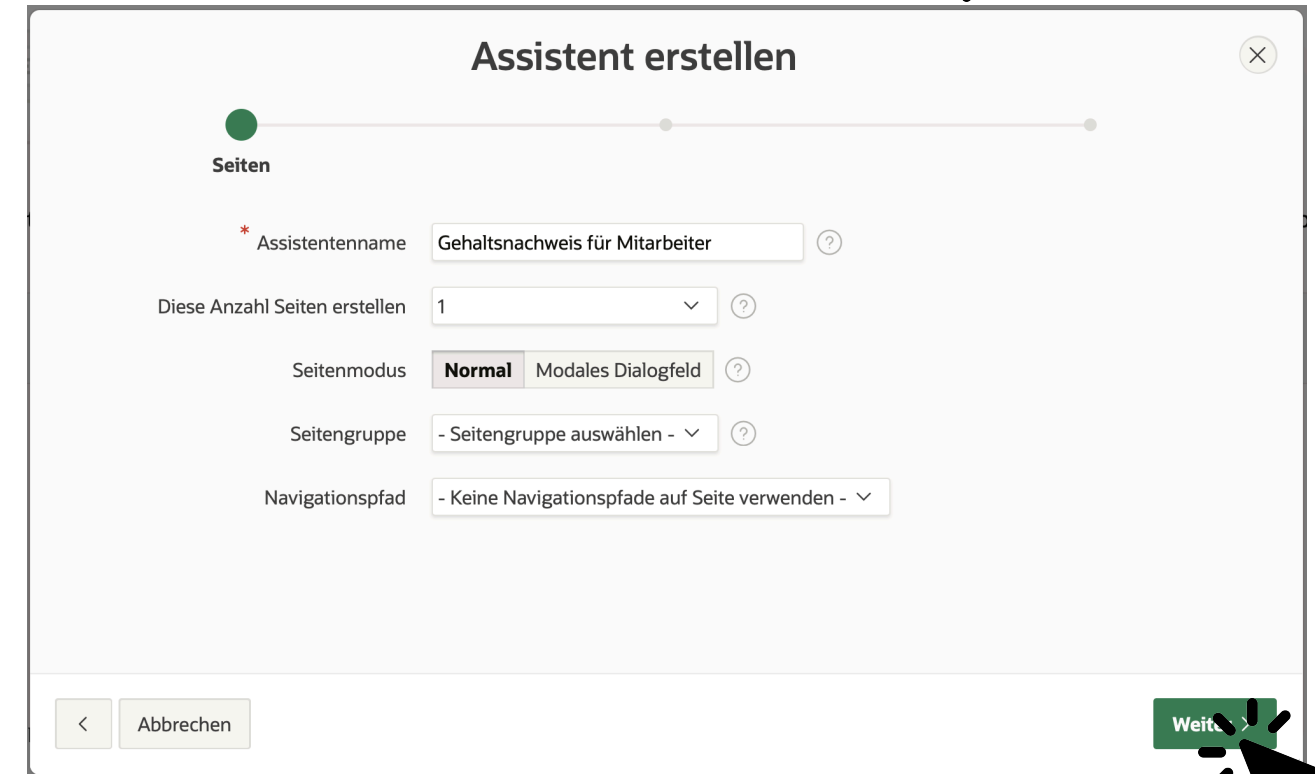 Assistent erstellen
Seiten
* Assistentenname Gehaltsnachweis für Mitarbeiter ?
Diese Anzahl Seiten erstellen 1 ?
Seitenmodus Normal Modales Dialogfeld ?
Seitengruppe - Seitengruppe auswählen - ?
Navigationspfad - Keine Navigationspfade auf Seite verwenden -
Abbrechen Weiter